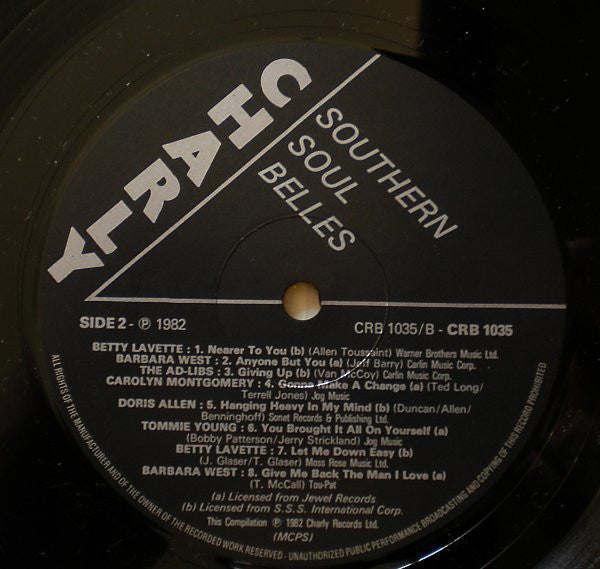 CHARLY
SOUTHERN
SOUL
BELLES
SIDE 2 - ℗ 1982
CRB 1035/B - CRB 1035
BETTY LAVETTE : 1. Nearer To You (b) (Allen Toussaint) Warner Brothers Music Ltd.
BARBARA WEST : 2. Anyone But You (a) (Jeff Barry) Carlin Music Corp.
THE AD-LIBS : 3. Giving Up (b) (Van McCoy) Carlin Music Corp.
CAROLYN MONTGOMERY : 4. Gonna Make A Change (a) (Ted Long/
Terrell Jones) Jog Music
DORIS ALLEN : 5. Hanging Heavy In My Mind (b) (Duncan/Allen/
Benninghoff) Sonet Records & Publishing Ltd.
TOMMIE YOUNG : 6. You Brought It All On Yourself (a)
(Bobby Patterson/Jerry Strickland) Jog Music
BETTY LAVETTE : 7. Let Me Down Easy (b)
(J. Glaser/T. Glaser) Moss Rose Music Ltd.
BARBARA WEST : 8. Give Me Back The Man I Love (a)
(T. McCall) Tou-Pat
(a) Licensed from Jewel Records
(b) Licensed from S.S.S. International Corp.
This Compilation ℗ 1982 Charly Records Ltd.
(MCPS)
ALL RIGHTS OF THE MANUFACTURER AND OF THE OWNER OF THE RECORDED WORK RESERVED - UNAUTHORIZED PUBLIC PERFORMANCE BROADCASTING AND COPYING OF THIS RECORD PROHIBITED